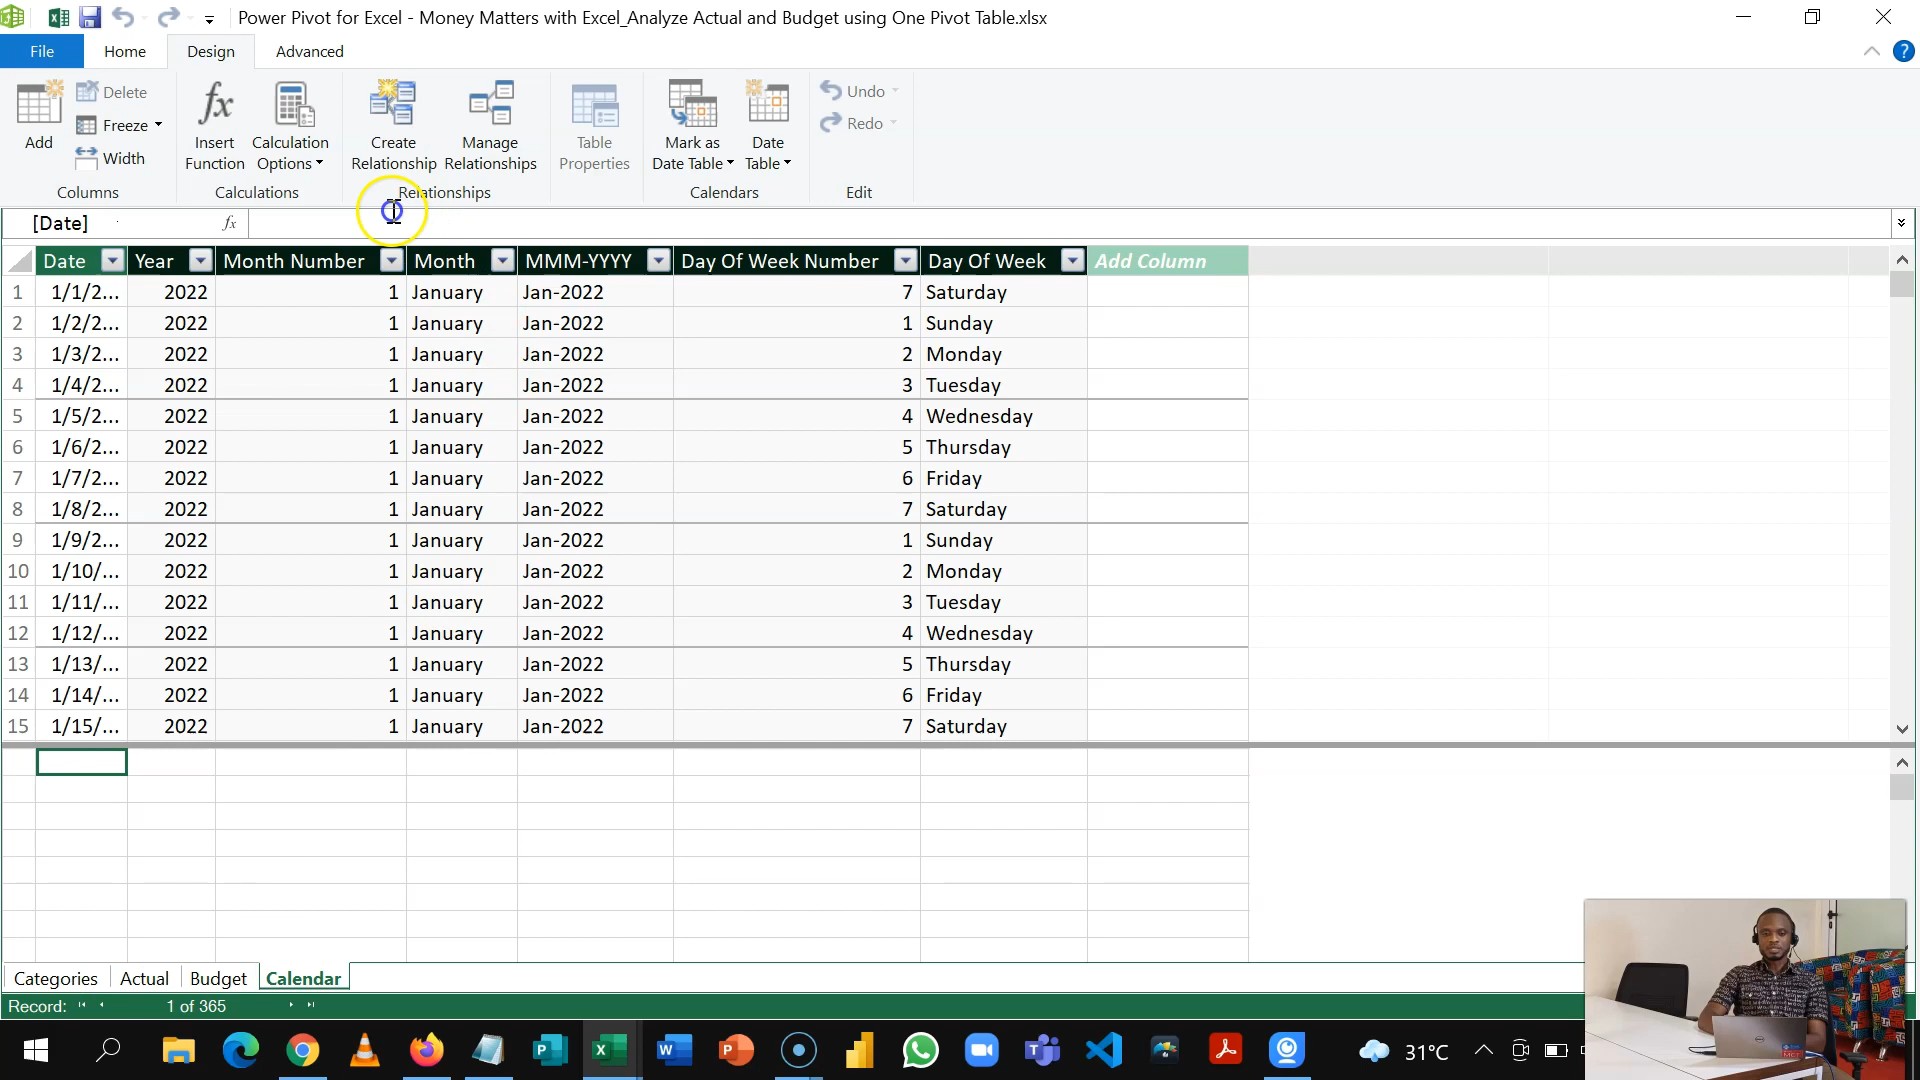 Power Pivot for Excel - Money Matters with Excel_Analyze Actual and Budget using One Pivot Table.xlsx
File Home Design Advanced
Add
Delete
Freeze
Width
Insert Function
Calculation Options
Create Relationship
Manage Relationships
Table Properties
Mark as Date Table
Date Table
Undo
Redo
Columns Calculations Relationships Calendars Edit
[Date] fx
Date Year Month Number Month MMM-YYYY Day Of Week Number Day Of Week Add Column
1 1/1/2... 2022 1 January Jan-2022 7 Saturday
2 1/2/2... 2022 1 January Jan-2022 1 Sunday
3 1/3/2... 2022 1 January Jan-2022 2 Monday
4 1/4/2... 2022 1 January Jan-2022 3 Tuesday
5 1/5/2... 2022 1 January Jan-2022 4 Wednesday
6 1/6/2... 2022 1 January Jan-2022 5 Thursday
7 1/7/2... 2022 1 January Jan-2022 6 Friday
8 1/8/2... 2022 1 January Jan-2022 7 Saturday
9 1/9/2... 2022 1 January Jan-2022 1 Sunday
10 1/10/... 2022 1 January Jan-2022 2 Monday
11 1/11/... 2022 1 January Jan-2022 3 Tuesday
12 1/12/... 2022 1 January Jan-2022 4 Wednesday
13 1/13/... 2022 1 January Jan-2022 5 Thursday
14 1/14/... 2022 1 January Jan-2022 6 Friday
15 1/15/... 2022 1 January Jan-2022 7 Saturday
Categories Actual Budget Calendar
Record: 1 of 365
31°C